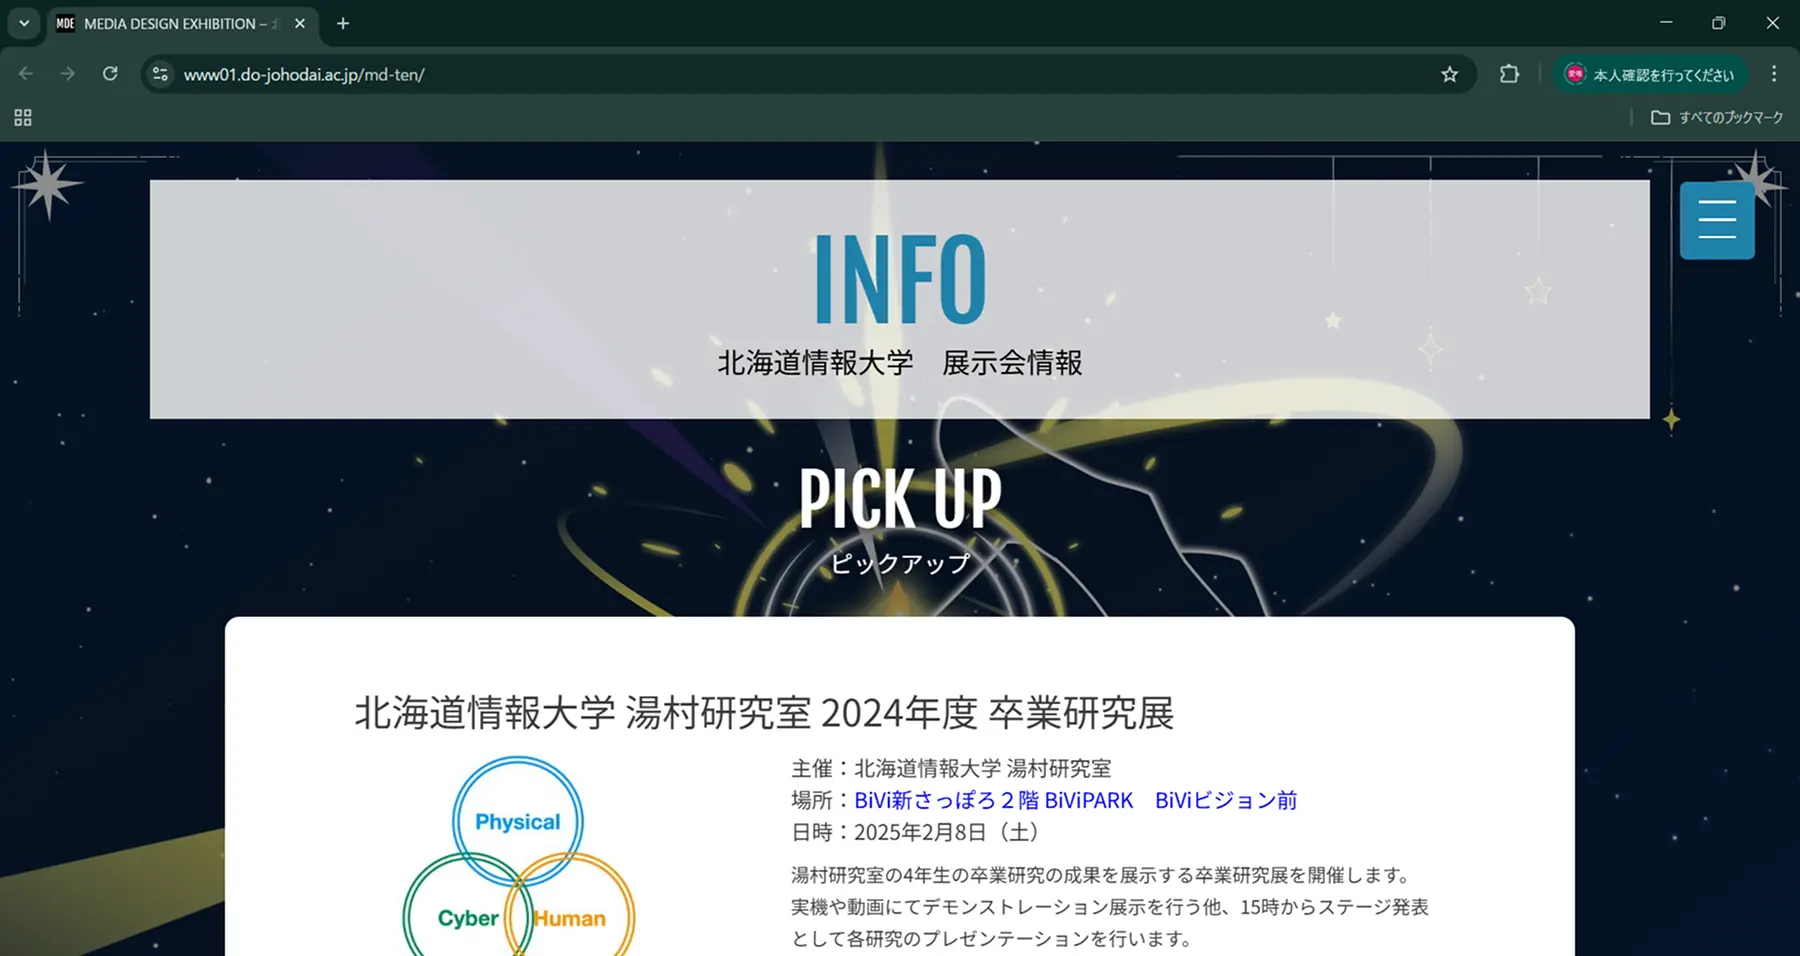 MDE MEDIA DESIGN EXHIBITION –
www01.do-johodai.ac.jp/md-ten/
本人確認を行ってください
すべてのブックマーク
INFO
北海道情報大学　展示会情報
PICK UP
ピックアップ
北海道情報大学 湯村研究室 2024年度 卒業研究展
主催：北海道情報大学 湯村研究室
場所：BiVi新さっぽろ２階 BiViPARK　BiViビジョン前
日時：2025年2月8日（土）
湯村研究室の4年生の卒業研究の成果を展示する卒業研究展を開催します。
実機や動画にてデモンストレーション展示を行う他、15時からステージ発表
として各研究のプレゼンテーションを行います。
Physical
Cyber
Human